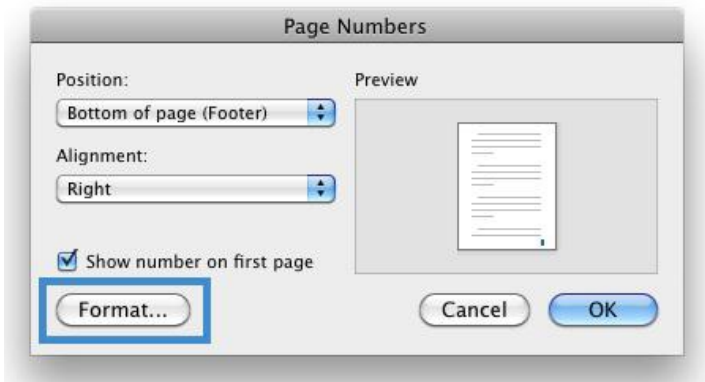 Page Numbers
Position:
Bottom of page (Footer)
Alignment:
Right
Show number on first page
Format...
Preview
Cancel
OK